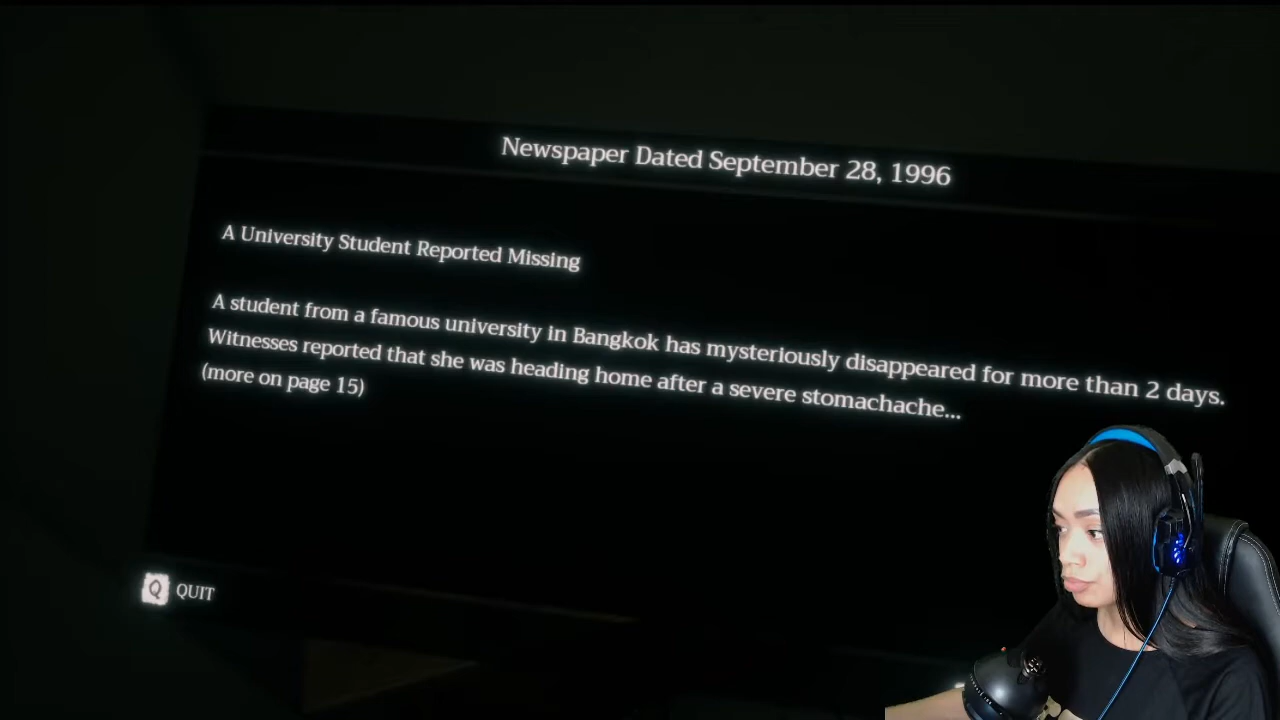 Newspaper Dated September 28, 1996
A University Student Reported Missing
A student from a famous university in Bangkok has mysteriously disappeared for more than 2 days.
Witnesses reported that she was heading home after a severe stomachache...
(more on page 15)
Q QUIT